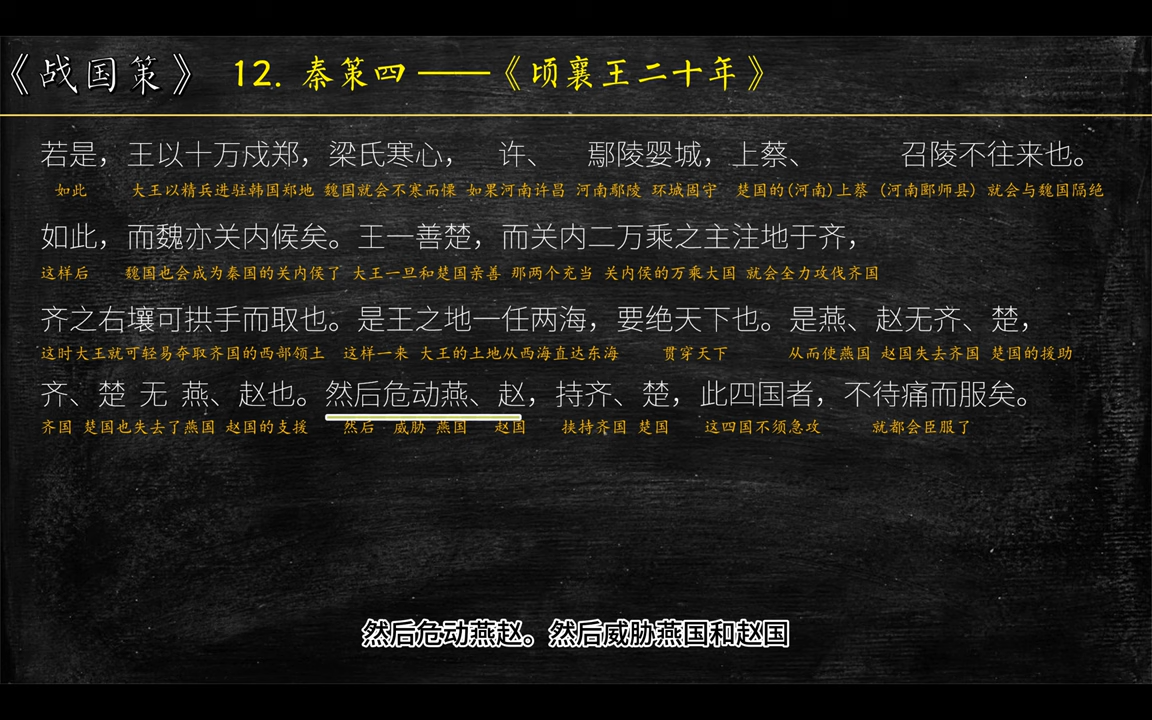 《战国策》 12. 秦策四 ——《顷襄王二十年》
若是，王以十万戍郑，梁氏寒心， 许、 鄢陵婴城，上蔡、 召陵不往来也。
如此 大王以精兵进驻韩国郑地 魏国就会不寒而慄 如果河南许昌 河南鄢陵 环城固守 楚国的(河南)上蔡 (河南郾师县) 就会与魏国隔绝
如此，而魏亦关内候矣。王一善楚，而关内二万乘之主注地于齐，
这样后 魏国也会成为秦国的关内侯了 大王一旦和楚国亲善 那两个充当 关内侯的万乘大国 就会全力攻伐齐国
齐之右壤可拱手而取也。是王之地一任两海，要绝天下也。是燕、赵无齐、楚，
这时大王就可轻易夺取齐国的西部领土 这样一来 大王的土地从西海直达东海 贯穿天下 从而使燕国 赵国失去齐国 楚国的援助
齐、楚 无 燕、赵也。然后危动燕、赵，持齐、楚，此四国者，不待痛而服矣。
齐国 楚国也失去了燕国 赵国的支援 然后 威胁 燕国 赵国 挟持齐国 楚国 这四国不须急攻 就都会臣服了
然后危动燕赵。然后威胁燕国和赵国